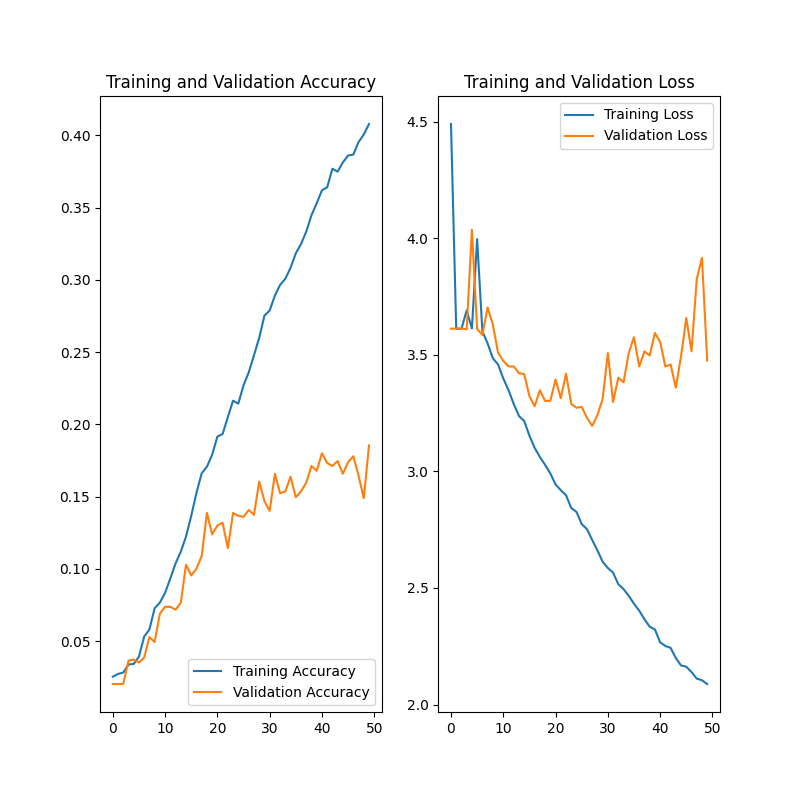 Training and Validation Accuracy
0.40
0.35
0.30
0.25
0.20
0.15
0.10
0.05
Training Accuracy
Validation Accuracy
0 10 20 30 40 50
Training and Validation Loss
Training Loss
Validation Loss
4.5
4.0
3.5
3.0
2.5
2.0
0 10 20 30 40 50